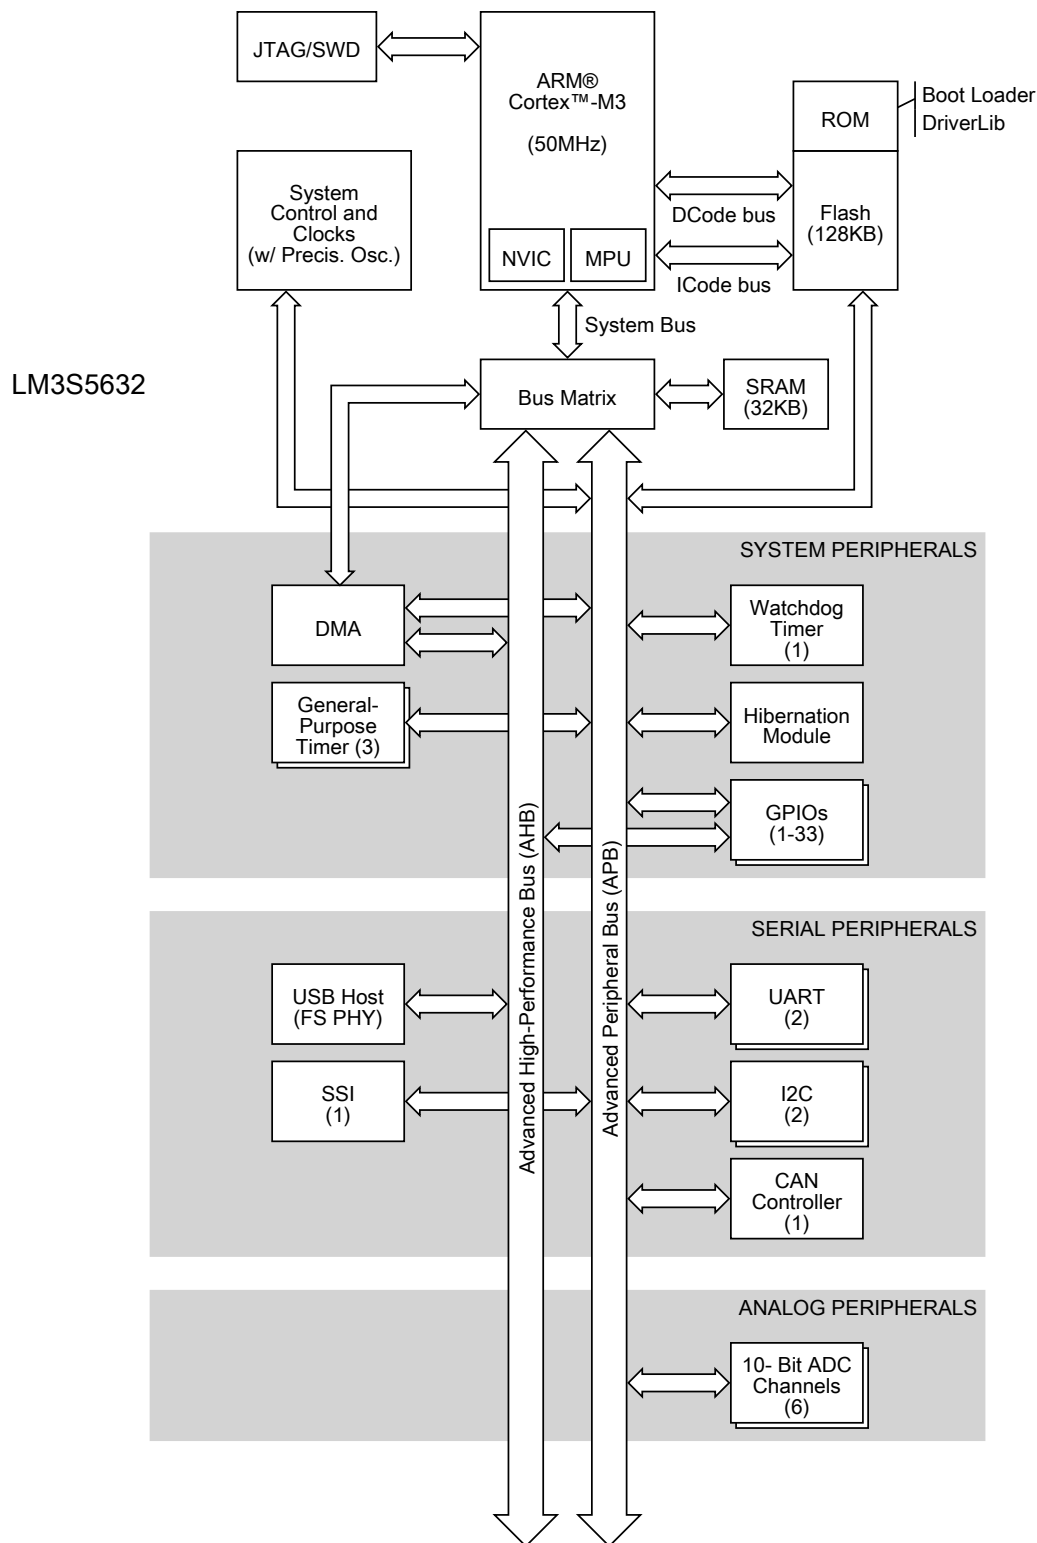 JTAG/SWD
ARM®
Cortex™-M3
(50MHz)
NVIC
MPU
ROM
Boot Loader
DriverLib
Flash
(128KB)
DCode bus
ICode bus
System
Control and
Clocks
(w/ Precis. Osc.)
System Bus
LM3S5632
Bus Matrix
SRAM
(32KB)
SYSTEM PERIPHERALS
DMA
Watchdog
Timer
(1)
General-
Purpose
Timer (3)
Hibernation
Module
GPIOs
(1-33)
Advanced High-Performance Bus (AHB)
Advanced Peripheral Bus (APB)
SERIAL PERIPHERALS
USB Host
(FS PHY)
UART
(2)
SSI
(1)
I2C
(2)
CAN
Controller
(1)
ANALOG PERIPHERALS
10- Bit ADC
Channels
(6)